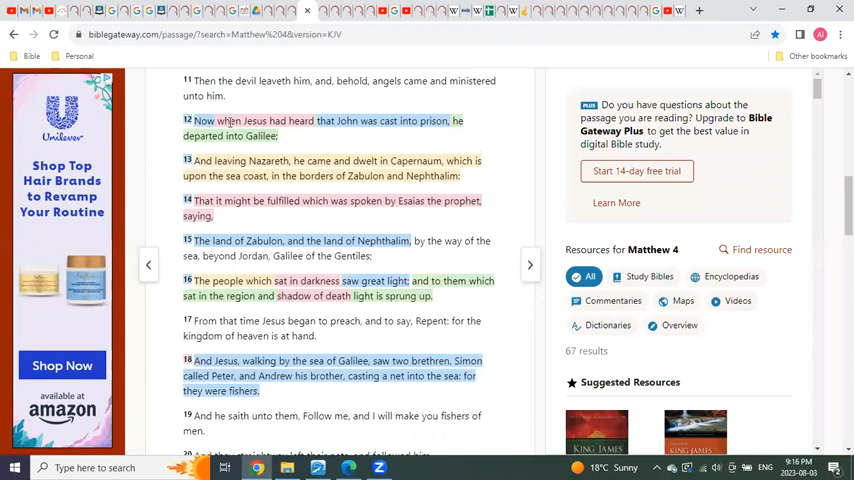 biblegateway.com/passage/?search=Matthew%204&version=KJV
Bible
Personal
Other bookmarks
Unilever
Shop Top
Hair Brands
to Revamp
Your Routine
Shop Now
available at
amazon
11 Then the devil leaveth him, and, behold, angels came and ministered
unto him.
12 Now when Jesus had heard that John was cast into prison, he
departed into Galilee;
13 And leaving Nazareth, he came and dwelt in Capernaum, which is
upon the sea coast, in the borders of Zabulon and Nephthalim:
14 That it might be fulfilled which was spoken by Esaias the prophet,
saying,
15 The land of Zabulon, and the land of Nephthalim, by the way of the
sea, beyond Jordan, Galilee of the Gentiles;
16 The people which sat in darkness saw great light; and to them which
sat in the region and shadow of death light is sprung up.
17 From that time Jesus began to preach, and to say, Repent: for the
kingdom of heaven is at hand.
18 And Jesus, walking by the sea of Galilee, saw two brethren, Simon
called Peter, and Andrew his brother, casting a net into the sea: for
they were fishers.
19 And he saith unto them, Follow me, and I will make you fishers of
men.
PLUS Do you have questions about the
passage you are reading? Upgrade to Bible
Gateway Plus to get the best value in
digital Bible study.
Start 14-day free trial
Learn More
Resources for Matthew 4
Find resource
All
Study Bibles
Encyclopedias
Commentaries
Maps
Videos
Dictionaries
Overview
67 results
Suggested Resources
KING JAMES
KING JAMES
Type here to search
18°C Sunny
ENG
9:16 PM
2023-08-03